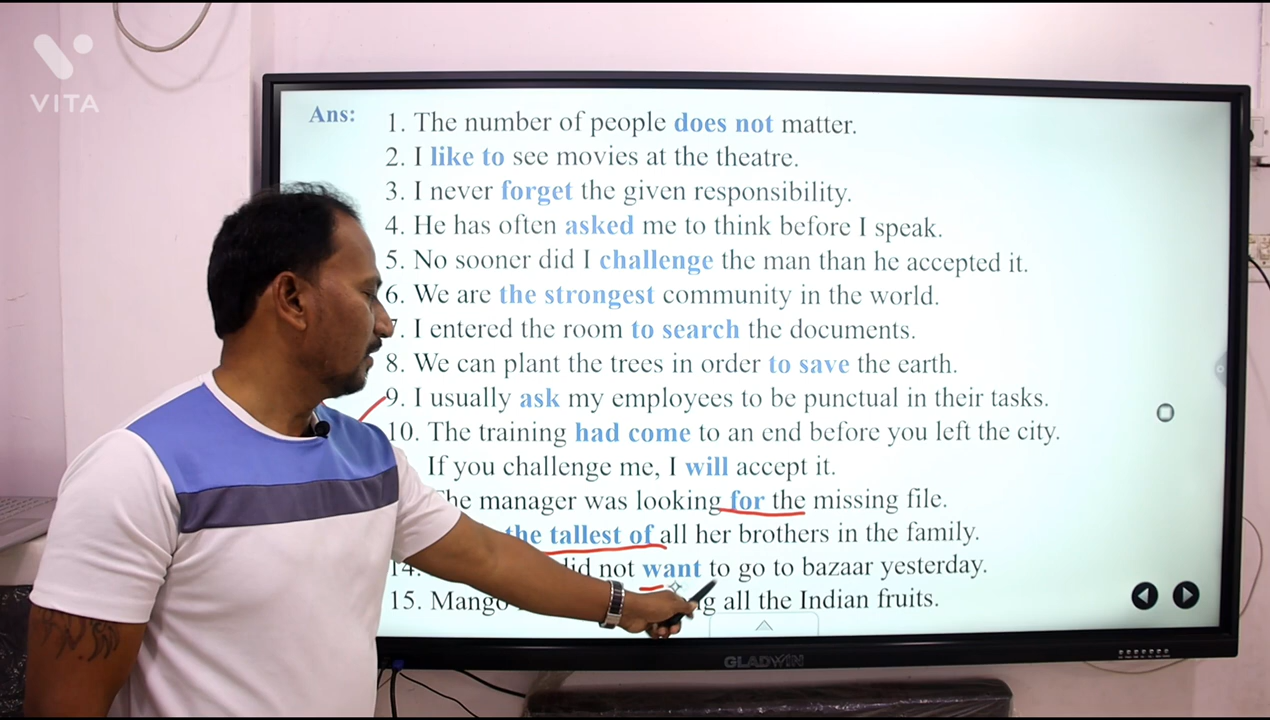 VITA
Ans:
1. The number of people does not matter.
2. I like to see movies at the theatre.
3. I never forget the given responsibility.
4. He has often asked me to think before I speak.
5. No sooner did I challenge the man than he accepted it.
6. We are the strongest community in the world.
7. I entered the room to search the documents.
8. We can plant the trees in order to save the earth.
9. I usually ask my employees to be punctual in their tasks.
10. The training had come to an end before you left the city.
If you challenge me, I will accept it.
The manager was looking for the missing file.
the tallest of all her brothers in the family.
14. did not want to go to bazaar yesterday.
15. Mango all the Indian fruits.
GLADWIN